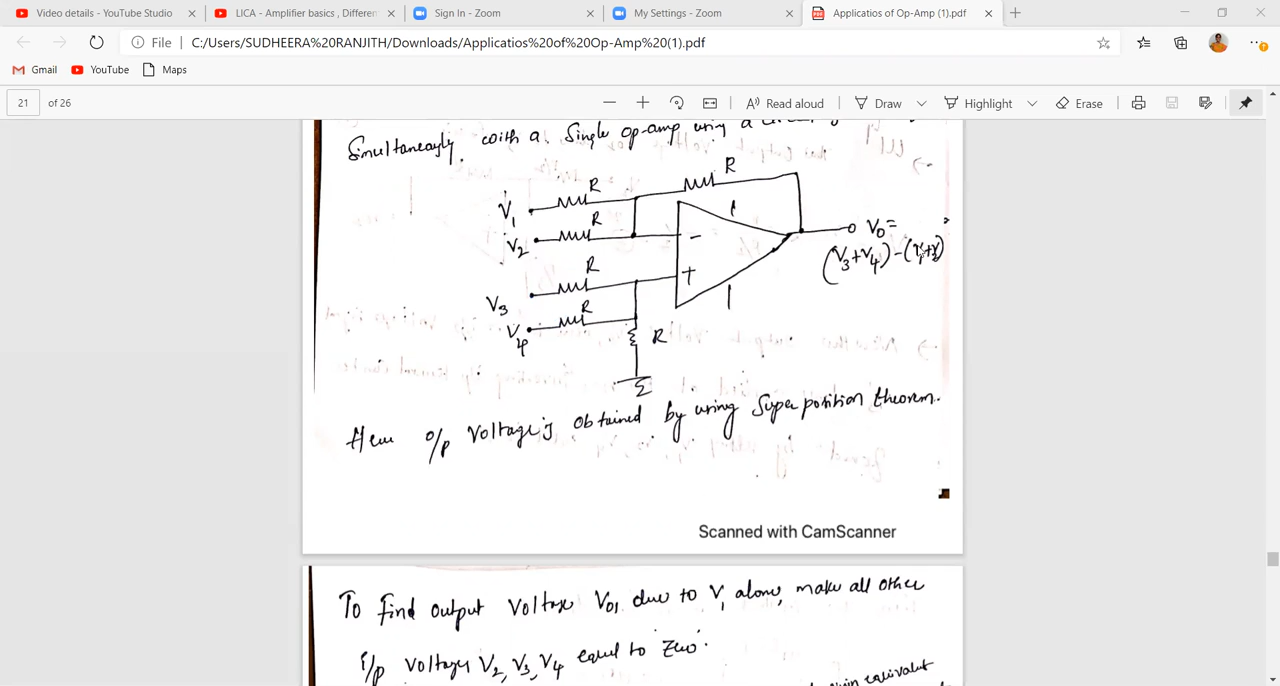 Video details - YouTube Studio
LICA - Amplifier basics , Differen
Sign In - Zoom
My Settings - Zoom
Applicatios of Op-Amp (1).pdf
File
C:/Users/SUDHEERA%20RANJITH/Downloads/Applicatios%20of%20Op-Amp%20(1).pdf
Gmail YouTube Maps
21 of 26
Read aloud Draw Highlight Erase
Simultaneously. with a Single op-amp using a
R
R
V1
R
V2
V0 =
(V3+V4)-(V1+V2)
-
+
R
V3
R
V4
R
Here o/p voltage is obtained by using Super position theorem.
Scanned with CamScanner
To find output Voltage V01 due to V1 alone, make all other
i/p voltages V2, V3, V4 equal to Zero.
equivalent